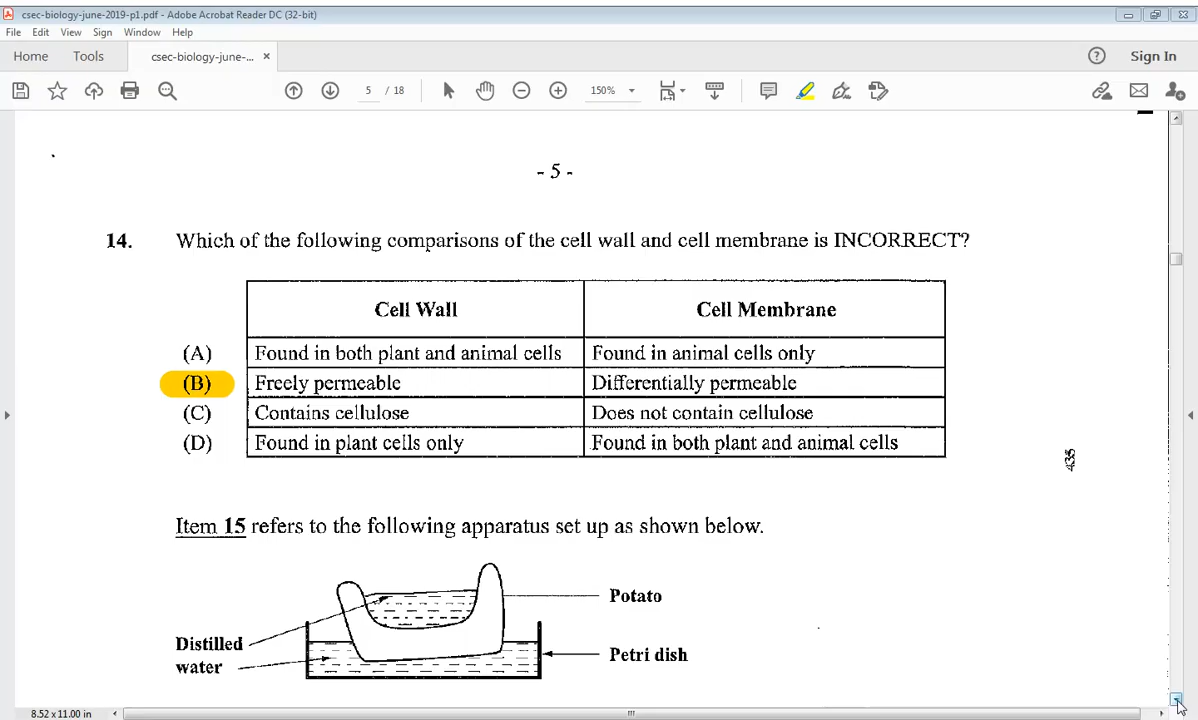 csec-biology-june-2019-p1.pdf - Adobe Acrobat Reader DC (32-bit)
File Edit View Sign Window Help
Home Tools csec-biology-june-... × Sign In
5 / 18 150%
- 5 -
14. Which of the following comparisons of the cell wall and cell membrane is INCORRECT?
Cell Wall Cell Membrane
(A) Found in both plant and animal cells Found in animal cells only
(B) Freely permeable Differentially permeable
(C) Contains cellulose Does not contain cellulose
(D) Found in plant cells only Found in both plant and animal cells
435
Item 15 refers to the following apparatus set up as shown below.
Potato
Distilled
water
Petri dish
8.52 x 11.00 in